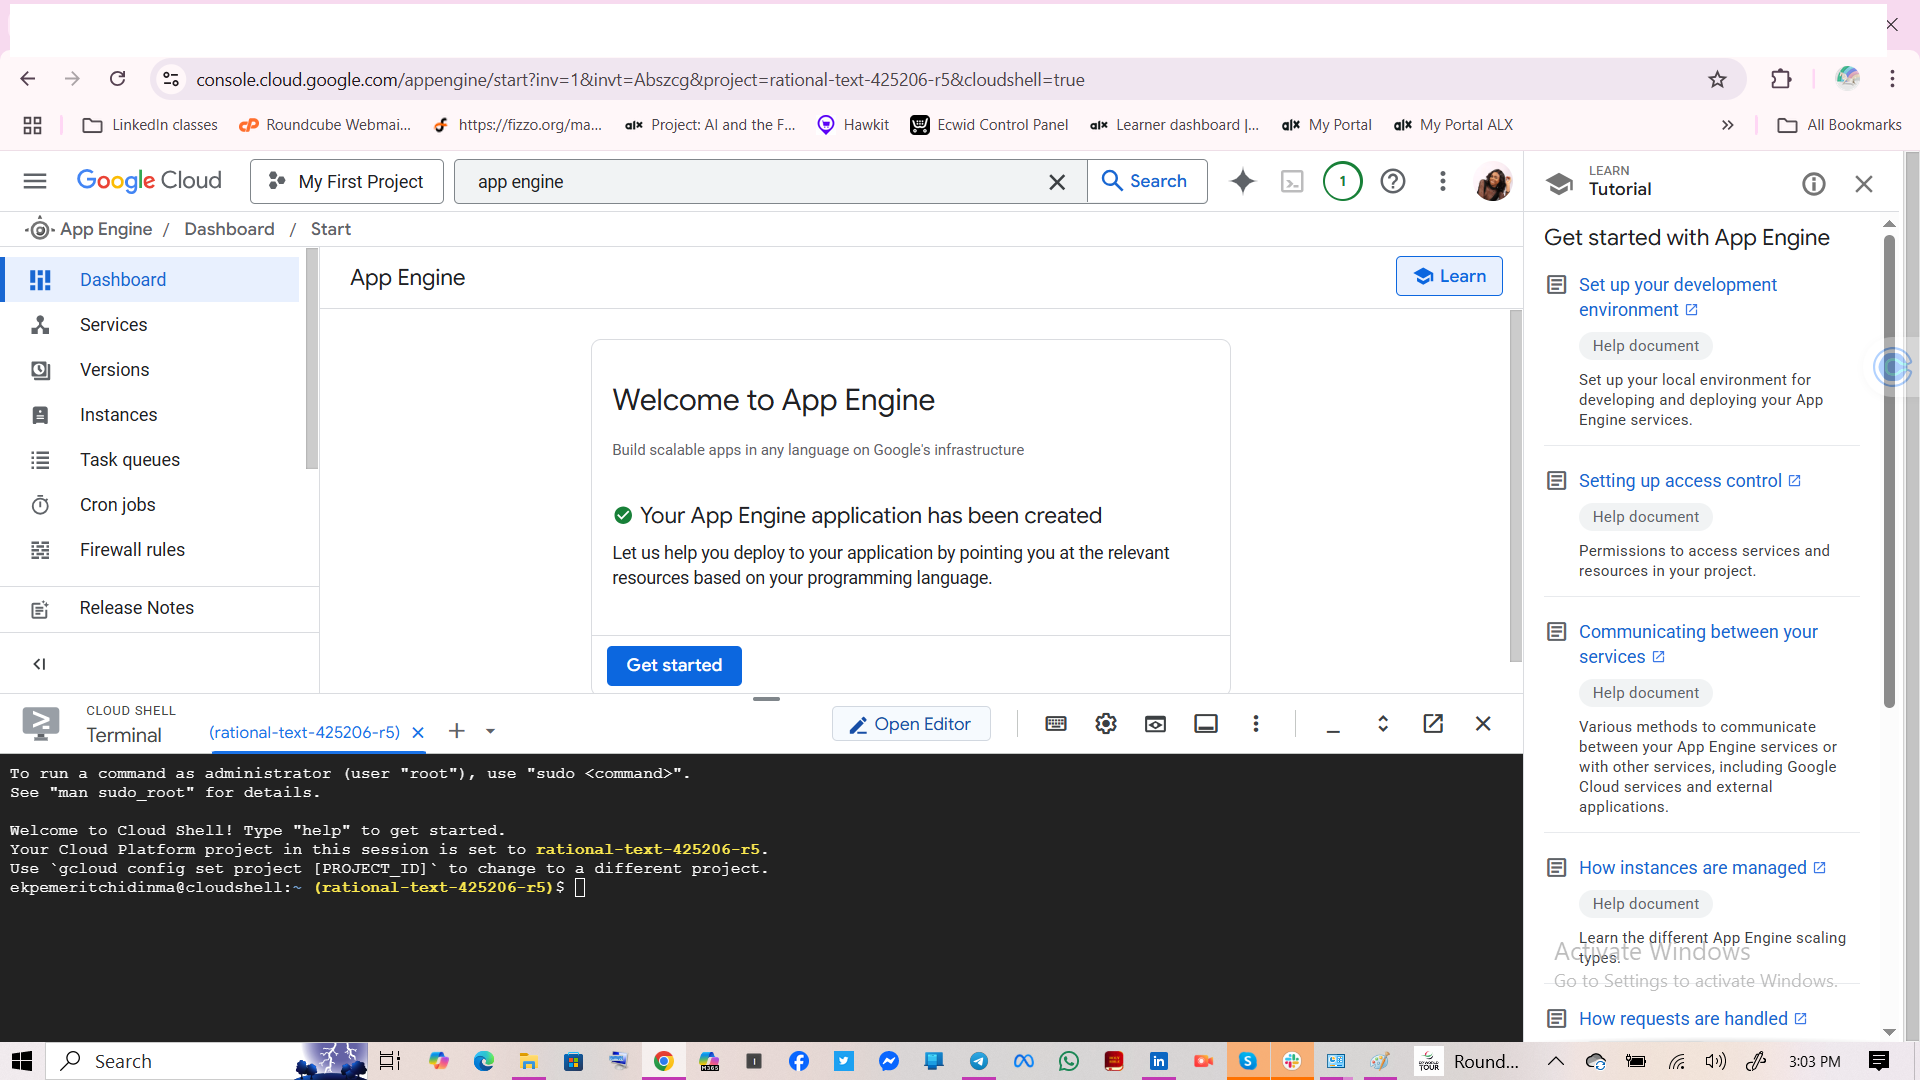 console.cloud.google.com/appengine/start?inv=1&invt=Abszcg&project=rational-text-425206-r5&cloudshell=true
LinkedIn classes
Roundcube Webmai...
https://fizzo.org/ma...
alx Project: AI and the F...
Hawkit
Ecwid Control Panel
alx Learner dashboard |...
alx My Portal
alx My Portal ALX
All Bookmarks
Google Cloud
My First Project
app engine
Search
1
App Engine / Dashboard / Start
Dashboard
Services
Versions
Instances
Task queues
Cron jobs
Firewall rules
Release Notes
App Engine
Learn
Welcome to App Engine
Build scalable apps in any language on Google's infrastructure
Your App Engine application has been created
Let us help you deploy to your application by pointing you at the relevant
resources based on your programming language.
Get started
LEARN
Tutorial
Get started with App Engine
Set up your development
environment
Help document
Set up your local environment for
developing and deploying your App
Engine services.
Setting up access control
Help document
Permissions to access services and
resources in your project.
Communicating between your
services
Help document
Various methods to communicate
between your App Engine services or
with other services, including Google
Cloud services and external
applications.
How instances are managed
Help document
Learn the different App Engine scaling
types.
How requests are handled
Activate Windows
Go to Settings to activate Windows.
CLOUD SHELL
Terminal
(rational-text-425206-r5)
Open Editor
To run a command as administrator (user "root"), use "sudo <command>".
See "man sudo_root" for details.
Welcome to Cloud Shell! Type "help" to get started.
Your Cloud Platform project in this session is set to rational-text-425206-r5.
Use `gcloud config set project [PROJECT_ID]` to change to a different project.
ekpemeritchidinma@cloudshell:~ (rational-text-425206-r5)$
Search
Round...
3:03 PM